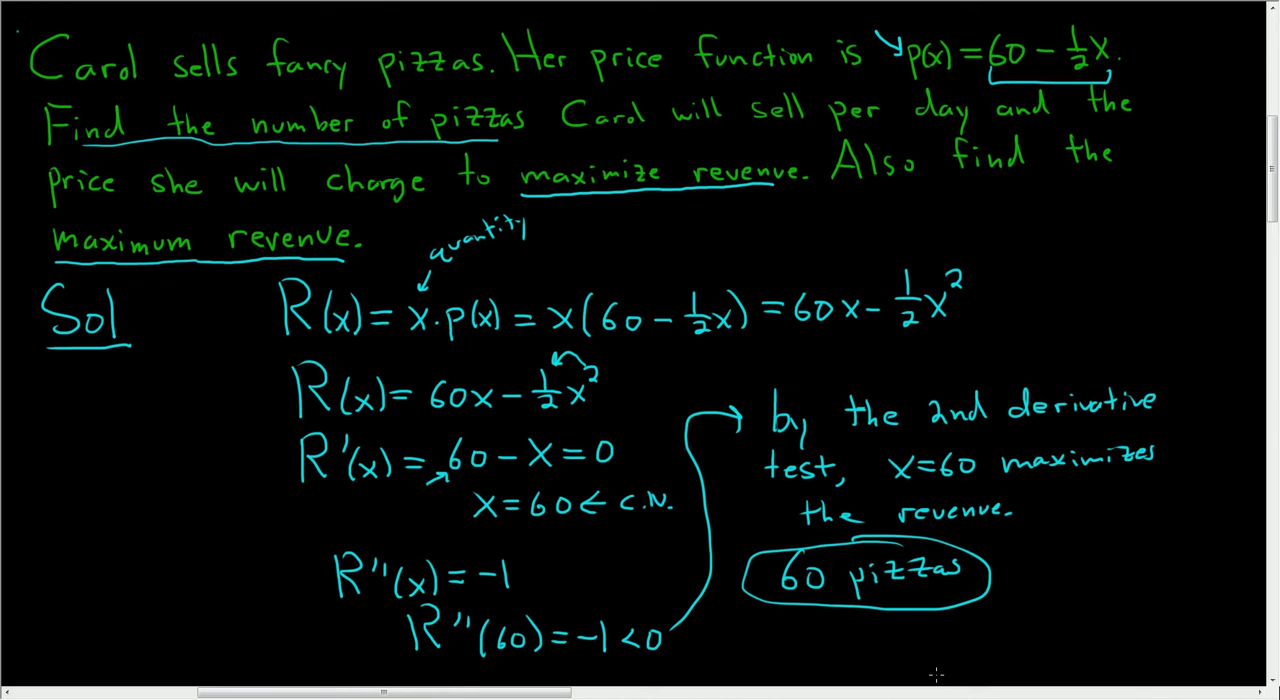 Carol sells fancy pizzas. Her price function is p(x) = 60 - ½x.
Find the number of pizzas Carol will sell per day and the
price she will charge to maximize revenue. Also find the
maximum revenue.
quantity
Sol
R(x) = x·p(x) = x(60 - ½x) = 60x - ½x²
R(x) = 60x - ½x²
R'(x) = 60 - x = 0
x = 60 ← C.N.
R''(x) = -1
R''(60) = -1 < 0
by the 2nd derivative
test, x=60 maximizes
the revenue.
60 pizzas